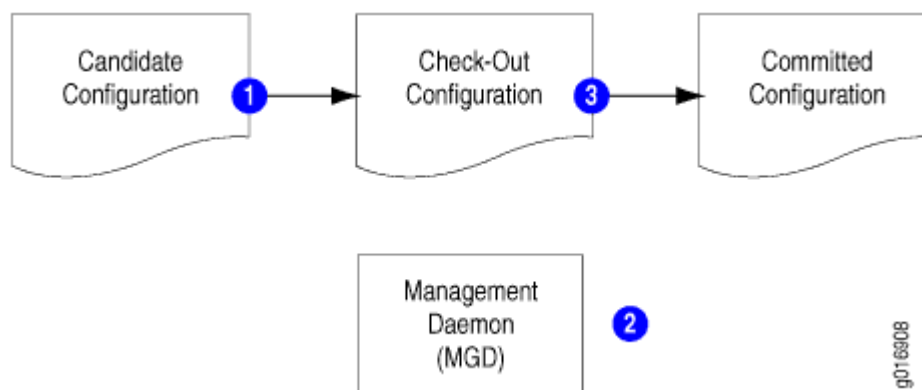 Candidate
Configuration
1
Check-Out
Configuration
3
Committed
Configuration
Management
Daemon
(MGD)
2
g016908